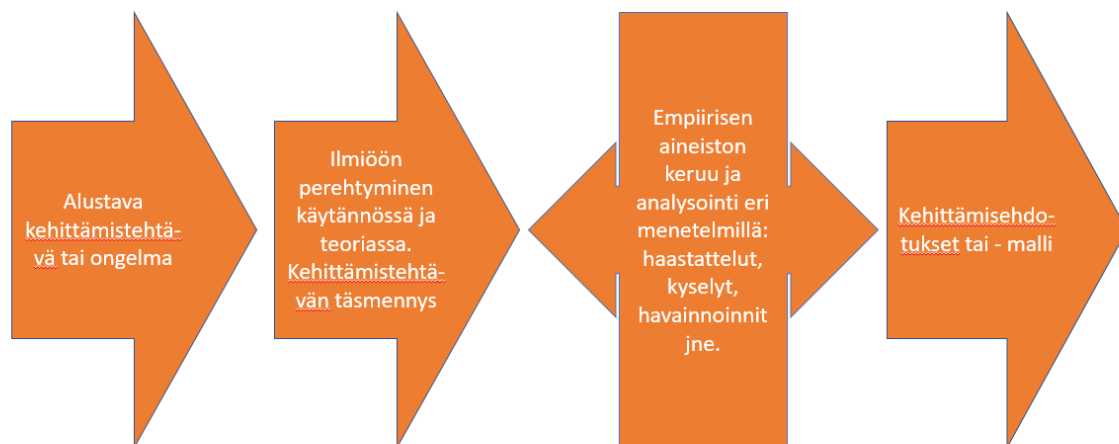 Alustava
kehittämistehtä-
vä tai ongelma
Ilmiöön
perehtyminen
käytännössä ja
teoriassa.
Kehittämistehtä-
vän täsmennys
Empiirisen
aineiston
keruu ja
analysointi eri
menetelmillä:
haastattelut,
kyselyt,
havainnoinnit
jne.
Kehittämisehdo-
tukset tai - malli